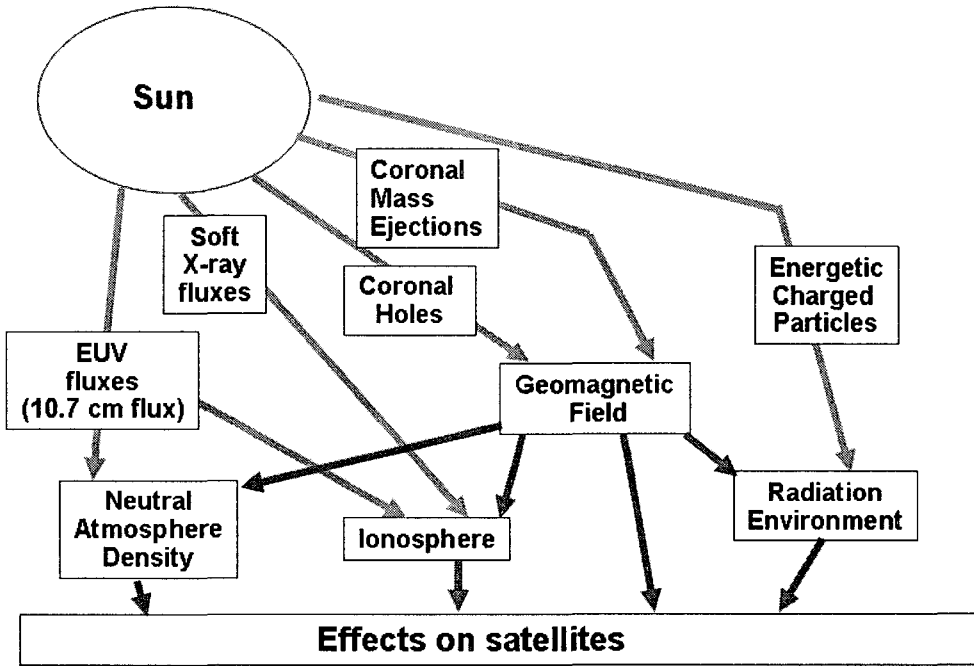 Sun
Coronal
Mass
Ejections
Soft
X-ray
fluxes
Coronal
Holes
Energetic
Charged
Particles
EUV
fluxes
(10.7 cm flux)
Geomagnetic
Field
Neutral
Atmosphere
Density
Ionosphere
Radiation
Environment
Effects on satellites